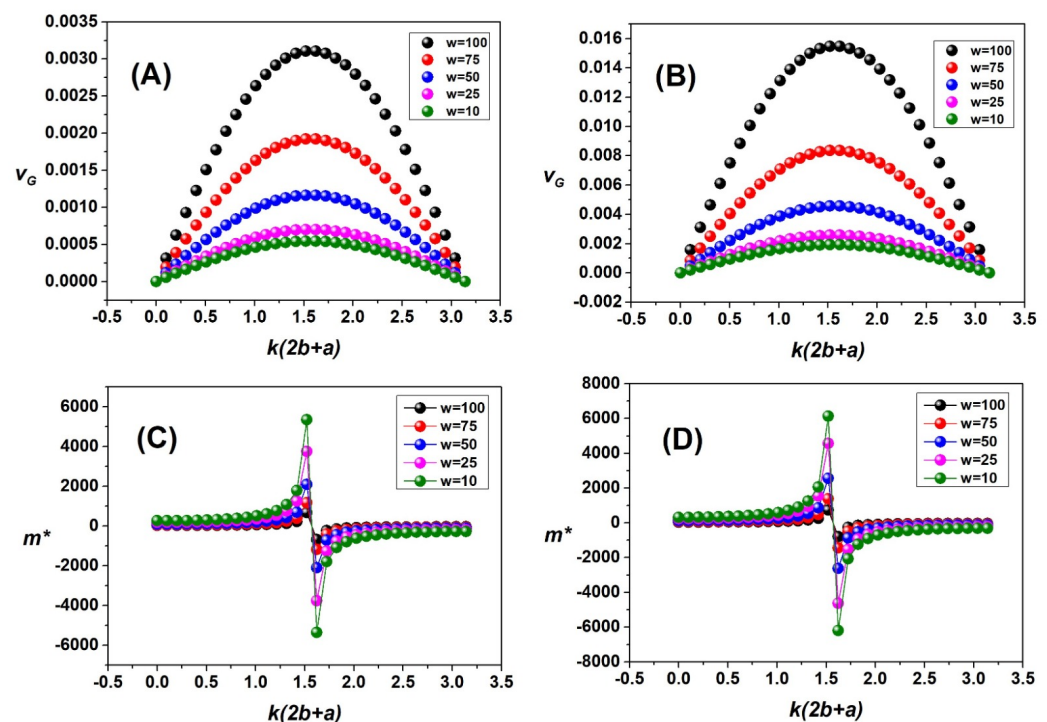 (A)
0.0035
0.0030
0.0025
0.0020
0.0015
0.0010
0.0005
0.0000
v_G
w=100
w=75
w=50
w=25
w=10
-0.5 0.0 0.5 1.0 1.5 2.0 2.5 3.0 3.5
k(2b+a)
(B)
0.016
0.014
0.012
0.010
0.008
0.006
0.004
0.002
0.000
-0.002
v_G
w=100
w=75
w=50
w=25
w=10
-0.5 0.0 0.5 1.0 1.5 2.0 2.5 3.0 3.5
k(2b+a)
(C)
6000
4000
2000
0
-2000
-4000
-6000
m*
w=100
w=75
w=50
w=25
w=10
-0.5 0.0 0.5 1.0 1.5 2.0 2.5 3.0 3.5
k(2b+a)
(D)
8000
6000
4000
2000
0
-2000
-4000
-6000
-8000
m*
w=100
w=75
w=50
w=25
w=10
-0.5 0.0 0.5 1.0 1.5 2.0 2.5 3.0 3.5
k(2b+a)